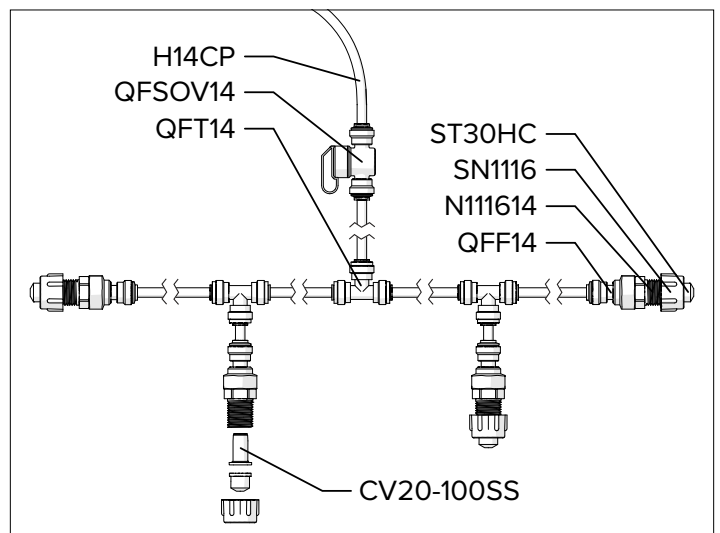 H14CP
QFSOV14
QFT14
ST30HC
SN1116
N111614
QFF14
CV20-100SS